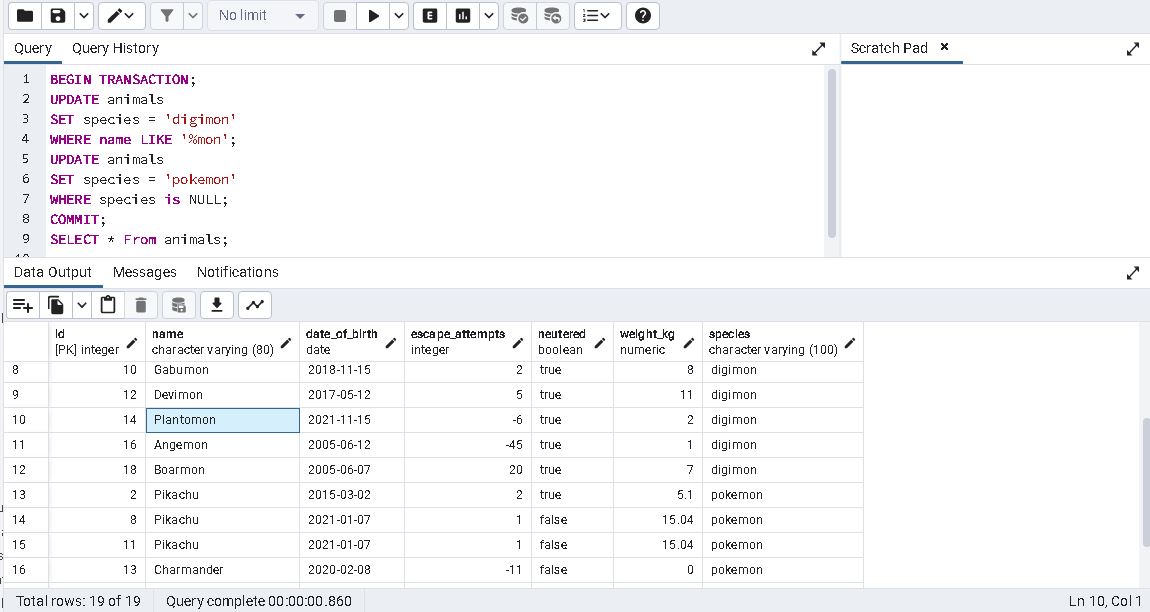 No limit
E
Query Query History
Scratch Pad
1 BEGIN TRANSACTION;
2 UPDATE animals
3 SET species = 'digimon'
4 WHERE name LIKE '%mon';
5 UPDATE animals
6 SET species = 'pokemon'
7 WHERE species is NULL;
8 COMMIT;
9 SELECT * From animals;
10
Data Output Messages Notifications
id name date_of_birth escape_attempts neutered weight_kg species
[PK] integer character varying (80) date integer boolean numeric character varying (100)
8 10 Gabumon 2018-11-15 2 true 8 digimon
9 12 Devimon 2017-05-12 5 true 11 digimon
10 14 Plantomon 2021-11-15 -6 true 2 digimon
11 16 Angemon 2005-06-12 -45 true 1 digimon
12 18 Boarmon 2005-06-07 20 true 7 digimon
13 2 Pikachu 2015-03-02 2 true 5.1 pokemon
14 8 Pikachu 2021-01-07 1 false 15.04 pokemon
15 11 Pikachu 2021-01-07 1 false 15.04 pokemon
16 13 Charmander 2020-02-08 -11 false 0 pokemon
Total rows: 19 of 19 Query complete 00:00:00.860 Ln 10, Col 1